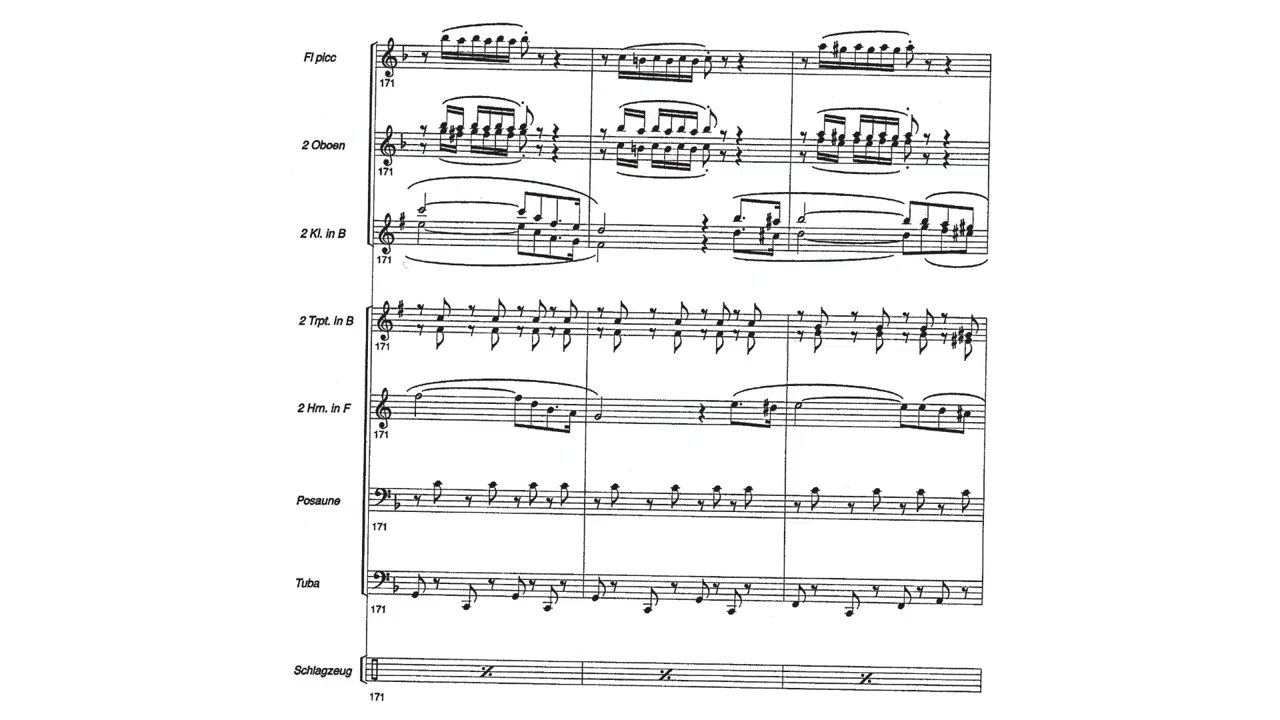 Fl picc
171
2 Oboen
171
2 Kl. in B
171
2 Trpt. in B
171
2 Hrn. in F
171
Posaune
171
Tuba
171
Schlagzeug
171